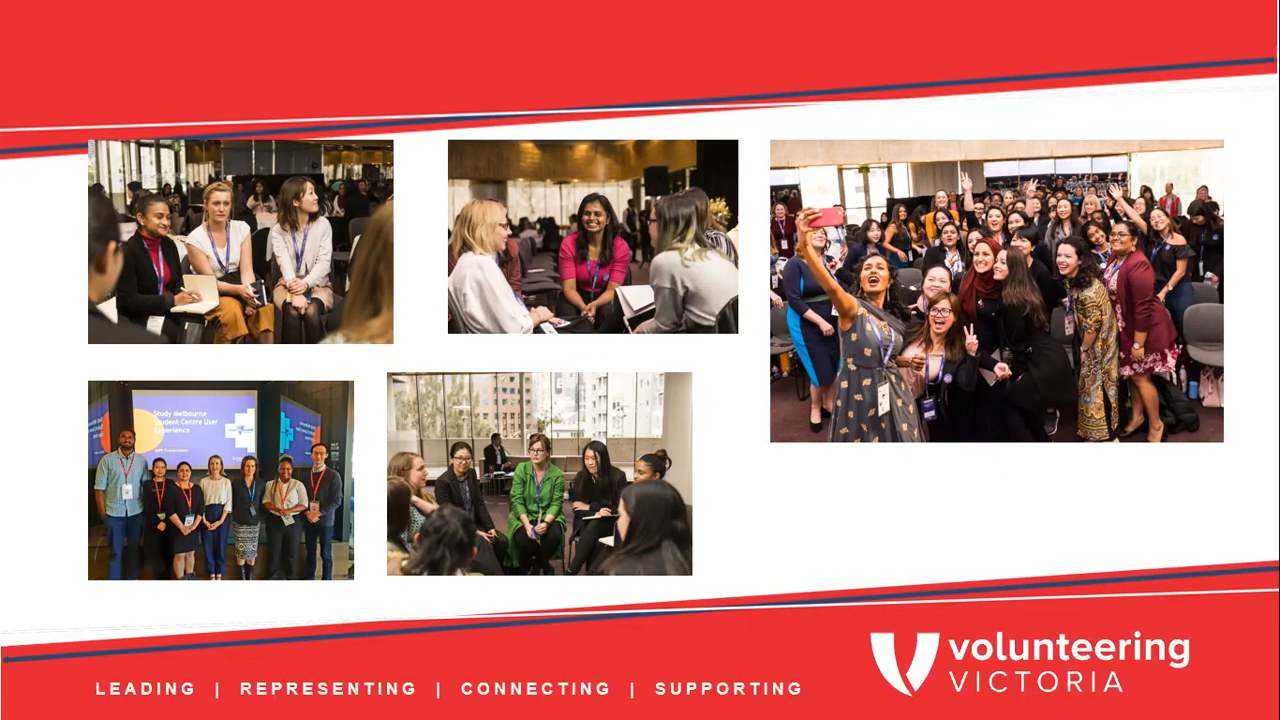 Study Melbourne
Student Centre User
Experience
LEADING | REPRESENTING | CONNECTING | SUPPORTING
volunteering
VICTORIA